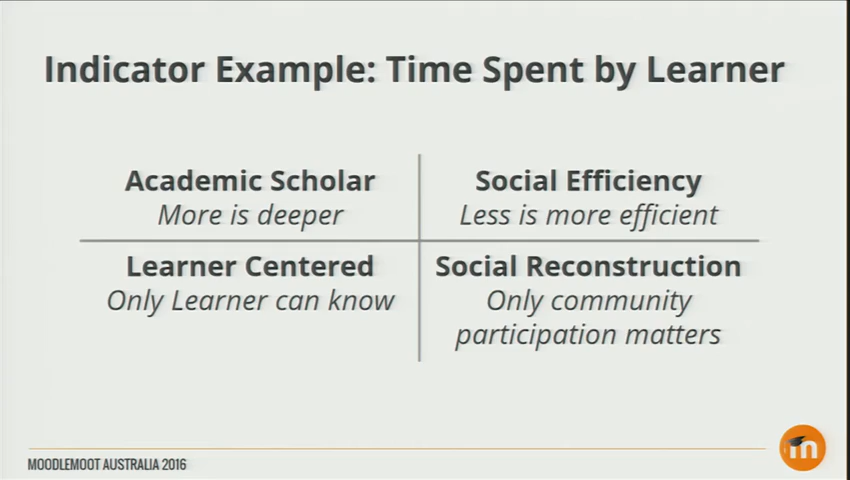 Indicator Example: Time Spent by Learner
Academic Scholar
More is deeper
Social Efficiency
Less is more efficient
Learner Centered
Only Learner can know
Social Reconstruction
Only community
participation matters
MOODLEMOOT AUSTRALIA 2016
m